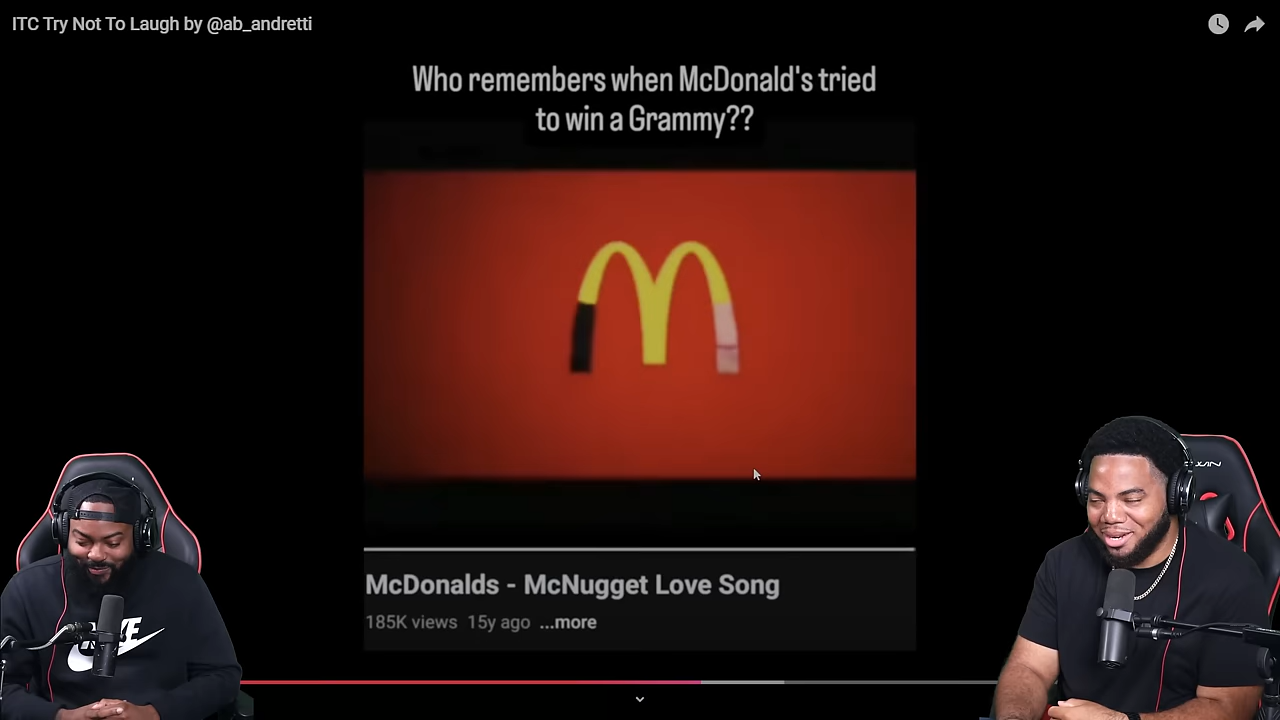 ITC Try Not To Laugh by @ab_andretti
Who remembers when McDonald's tried
to win a Grammy??
McDonalds - McNugget Love Song
185K views 15y ago ...more